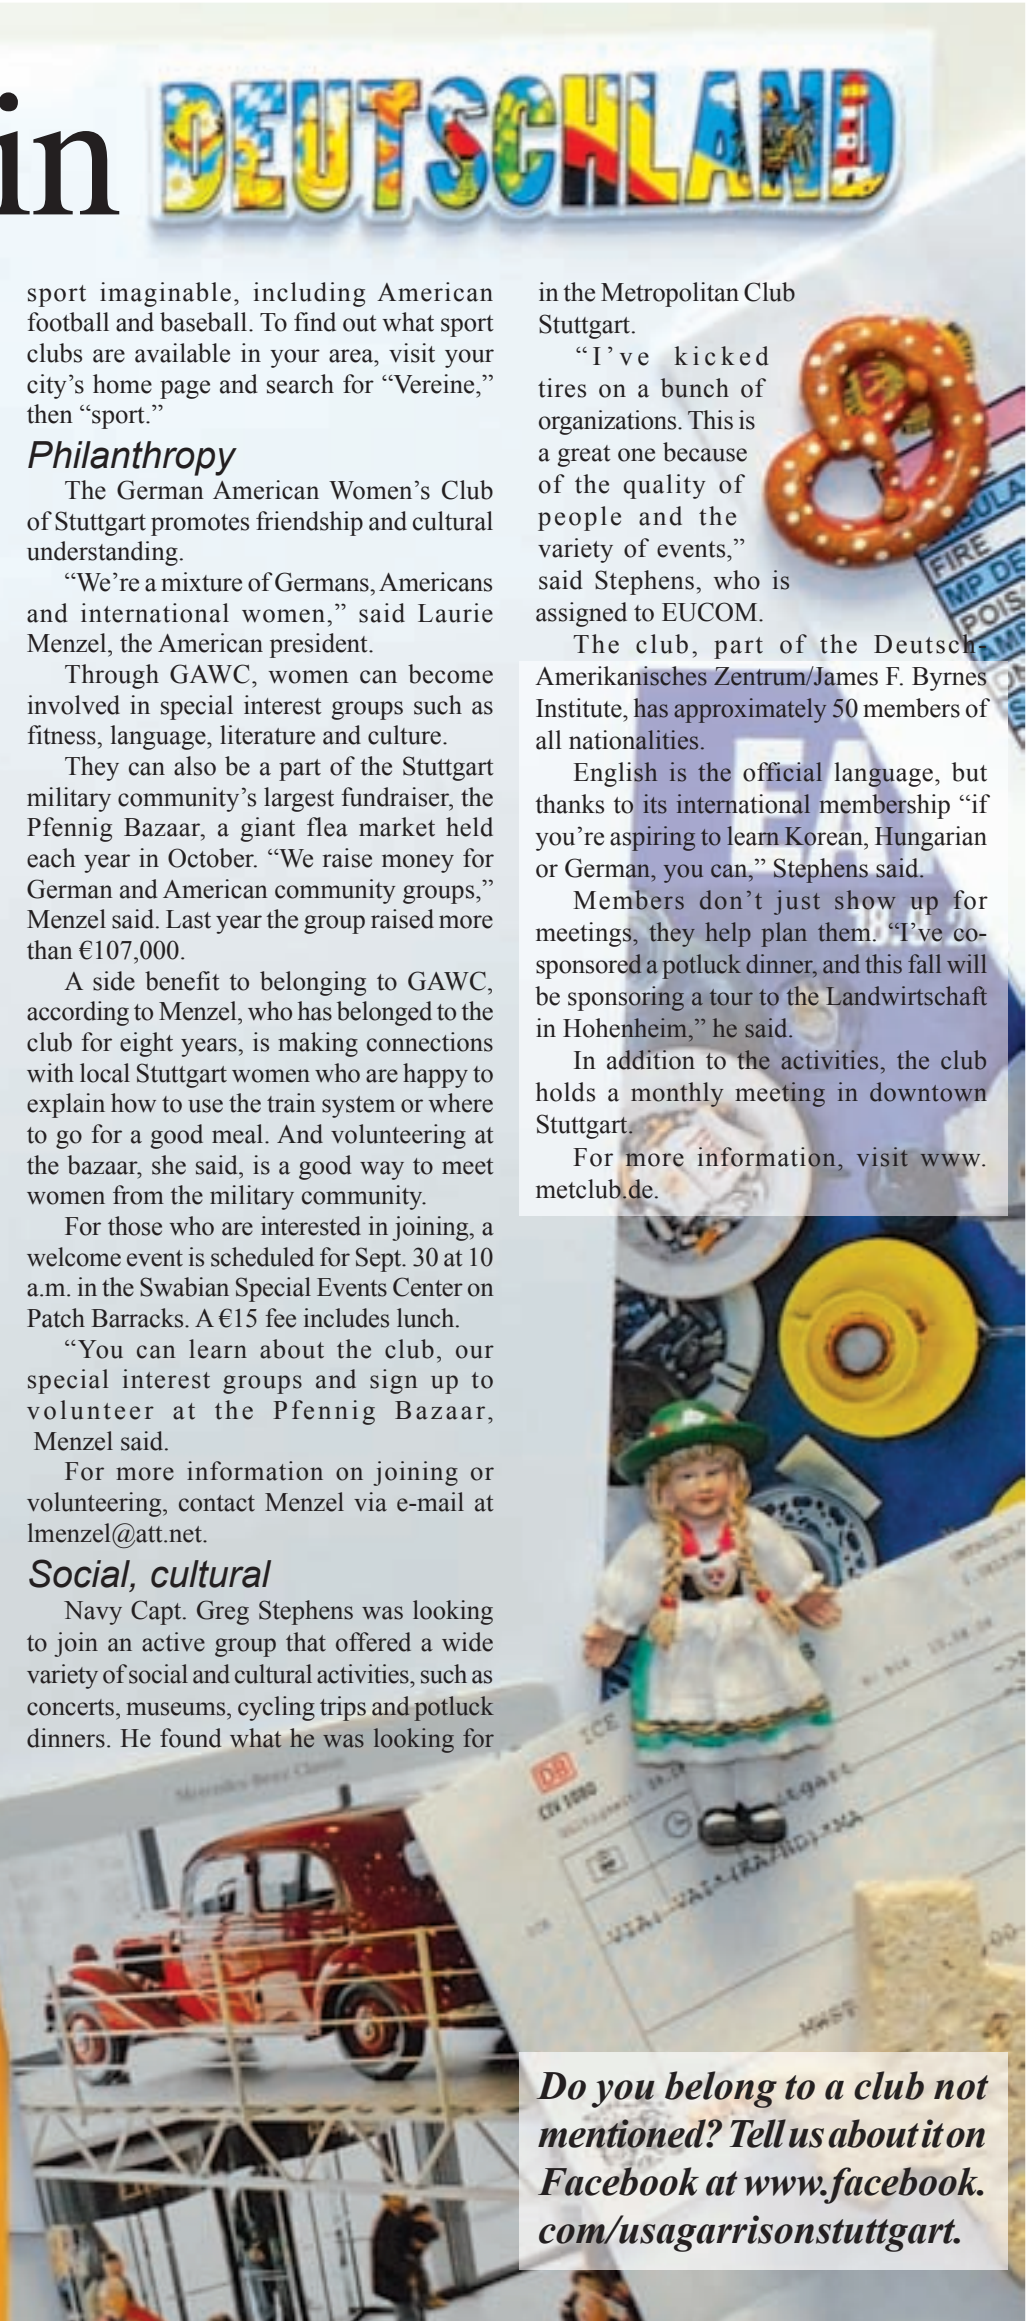 in DEUTSCHLAND
sport imaginable, including American
football and baseball. To find out what sport
clubs are available in your area, visit your
city's home page and search for “Vereine,”
then “sport.”
Philanthropy
The German American Women's Club
of Stuttgart promotes friendship and cultural
understanding.
“We're a mixture of Germans, Americans
and international women,” said Laurie
Menzel, the American president.
Through GAWC, women can become
involved in special interest groups such as
fitness, language, literature and culture.
They can also be a part of the Stuttgart
military community's largest fundraiser, the
Pfennig Bazaar, a giant flea market held
each year in October. “We raise money for
German and American community groups,”
Menzel said. Last year the group raised more
than €107,000.
A side benefit to belonging to GAWC,
according to Menzel, who has belonged to the
club for eight years, is making connections
with local Stuttgart women who are happy to
explain how to use the train system or where
to go for a good meal. And volunteering at
the bazaar, she said, is a good way to meet
women from the military community.
For those who are interested in joining, a
welcome event is scheduled for Sept. 30 at 10
a.m. in the Swabian Special Events Center on
Patch Barracks. A €15 fee includes lunch.
“You can learn about the club, our
special interest groups and sign up to
volunteer at the Pfennig Bazaar,
Menzel said.
For more information on joining or
volunteering, contact Menzel via e-mail at
lmenzel@att.net.
Social, cultural
Navy Capt. Greg Stephens was looking
to join an active group that offered a wide
variety of social and cultural activities, such as
concerts, museums, cycling trips and potluck
dinners. He found what he was looking for
in the Metropolitan Club
Stuttgart.
“I've kicked
tires on a bunch of
organizations. This is
a great one because
of the quality of
people and the
variety of events,”
said Stephens, who is
assigned to EUCOM.
The club, part of the Deutsch-
Amerikanisches Zentrum/James F. Byrnes
Institute, has approximately 50 members of
all nationalities.
English is the official language, but
thanks to its international membership “if
you're aspiring to learn Korean, Hungarian
or German, you can,” Stephens said.
Members don't just show up for
meetings, they help plan them. “I've co-
sponsored a potluck dinner, and this fall will
be sponsoring a tour to the Landwirtschaft
in Hohenheim,” he said.
In addition to the activities, the club
holds a monthly meeting in downtown
Stuttgart.
For more information, visit www.
metclub.de.
FIRE
MP DE
POIS
EA
ICE
DB
CIV 1080
Do you belong to a club not
mentioned? Tell us about it on
Facebook at www.facebook.
com/usagarrisonstuttgart.